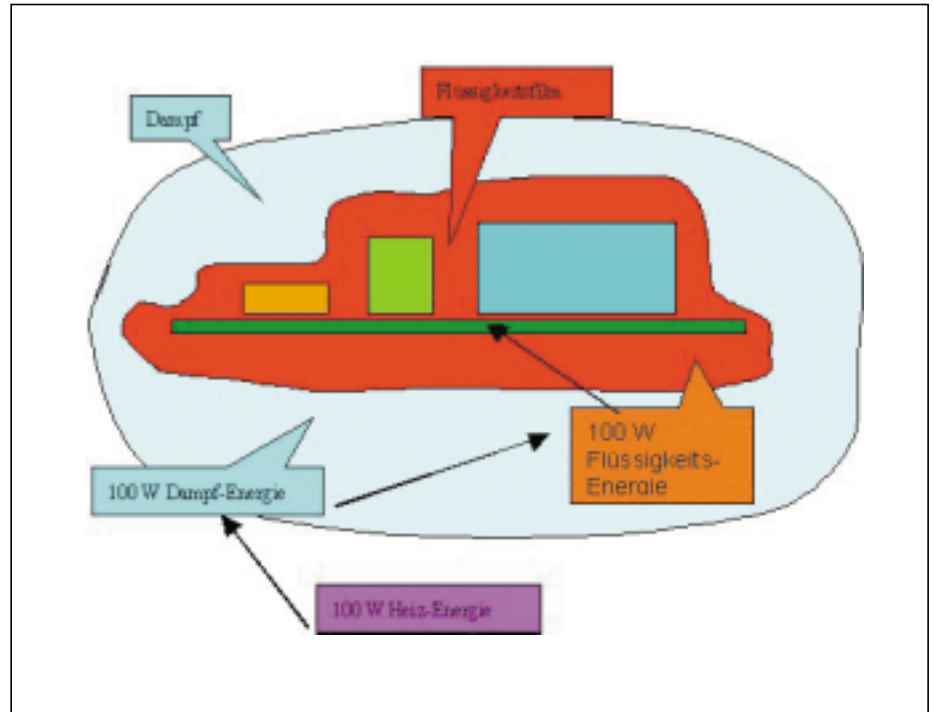 Flüssigkeitsfilm
Dampf
100 W
Flüssigkeits-
Energie
100 W Dampf-Energie
100 W Heiz-Energie